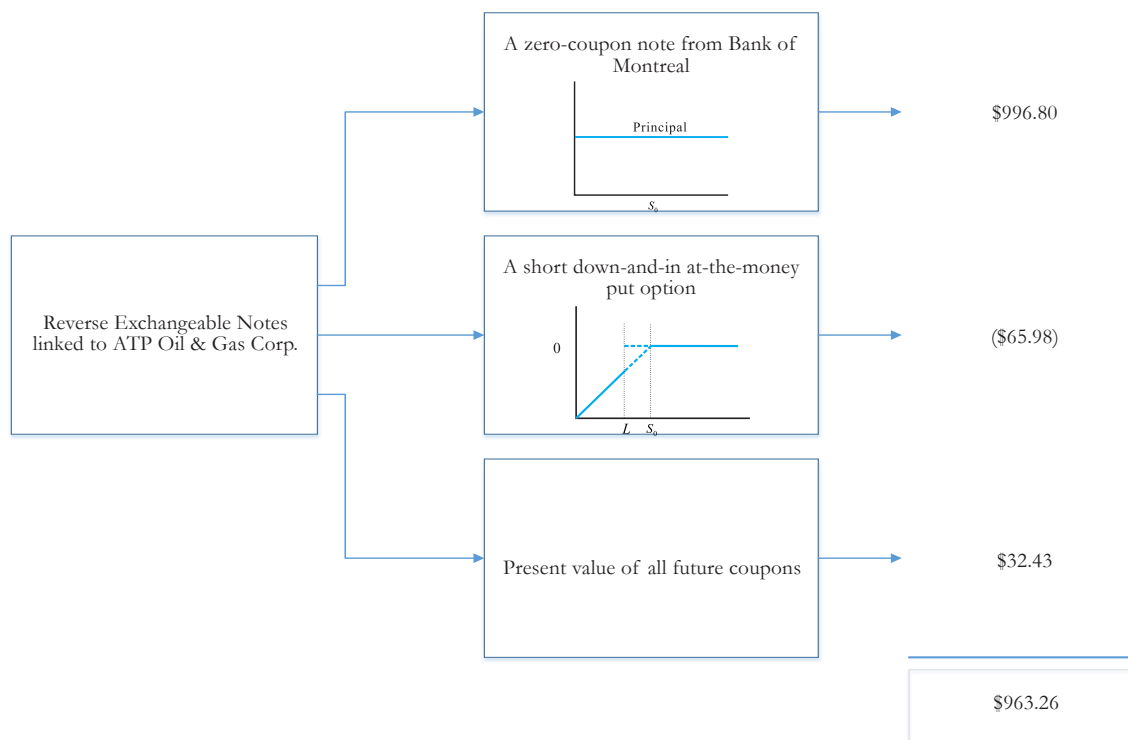 A zero-coupon note from Bank of
Montreal
Principal
S₀
$996.80
Reverse Exchangeable Notes
linked to ATP Oil & Gas Corp.
A short down-and-in at-the-money
put option
0
L S₀
($65.98)
Present value of all future coupons
$32.43
$963.26